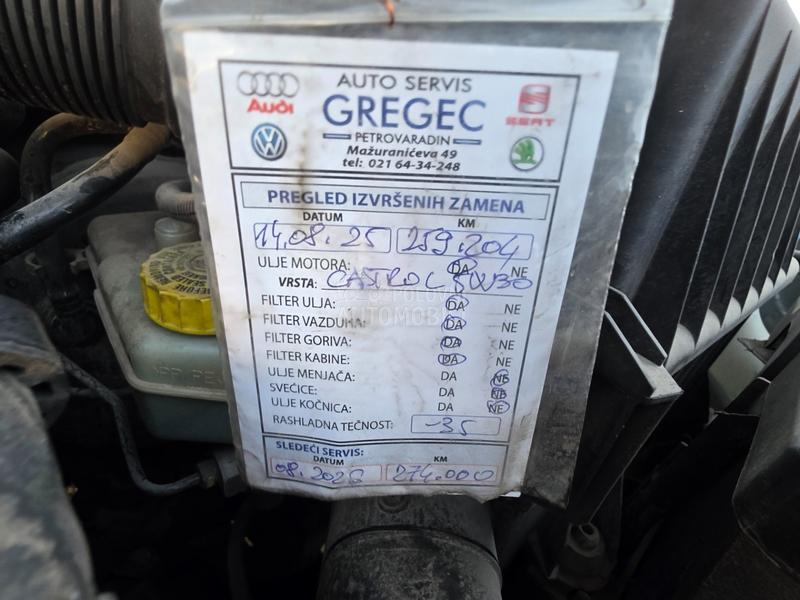 AUTO SERVIS
Audi
GREGEC
SEAT
PETROVARADIN
Mažuranićeva 49
tel: 021 64-34-248
PREGLED IZVRŠENIH ZAMENA
DATUM KM
14.08.25 259.204
ULJE MOTORA: DA NE
VRSTA: CASTROL 5W30
FILTER ULJA: DA NE
FILTER VAZDUHA: DA NE
FILTER GORIVA: DA NE
FILTER KABINE: DA NE
ULJE MENJAČA: DA NE
SVEĆICE: DA NE
ULJE KOČNICA: DA NE
RASHLADNA TEČNOST: -35
SLEDEĆI SERVIS:
DATUM KM
08.2026 274.000